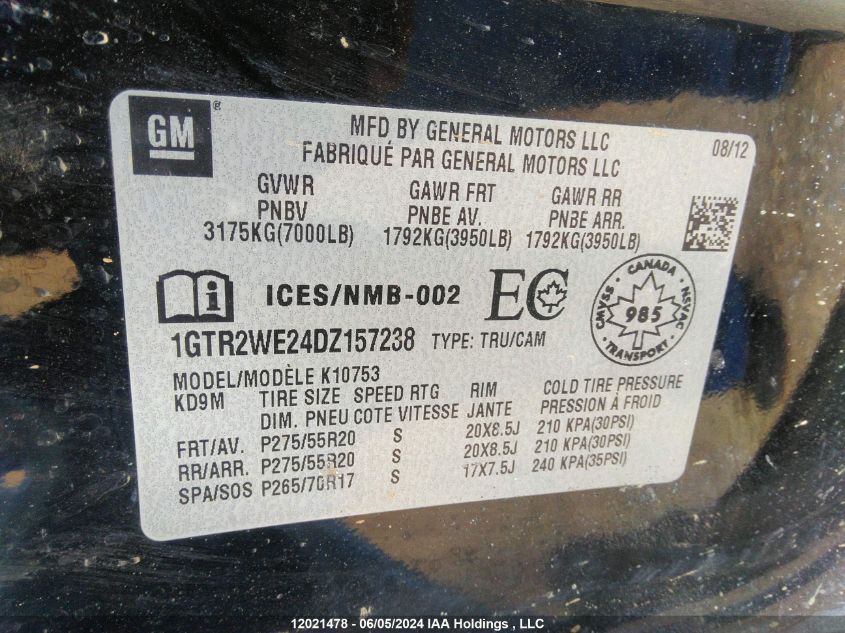 GM ®
MFD BY GENERAL MOTORS LLC 08/12
FABRIQUÉ PAR GENERAL MOTORS LLC
GVWR GAWR FRT GAWR RR
PNBV PNBE AV. PNBE ARR.
3175KG(7000LB) 1792KG(3950LB) 1792KG(3950LB)
i ICES/NMB-002 EC CANADA CMVSS NSVAC 985 TRANSPORT
1GTR2WE24DZ157238 TYPE: TRU/CAM
MODEL/MODÈLE K10753
KD9M TIRE SIZE SPEED RTG RIM COLD TIRE PRESSURE
DIM. PNEU COTE VITESSE JANTE PRESSION À FROID
FRT/AV. P275/55R20 S 20X8.5J 210 KPA(30PSI)
RR/ARR. P275/55R20 S 20X8.5J 210 KPA(30PSI)
SPA/SOS P265/70R17 S 17X7.5J 240 KPA(35PSI)
12021478 - 06/05/2024 IAA Holdings, LLC. / Copart